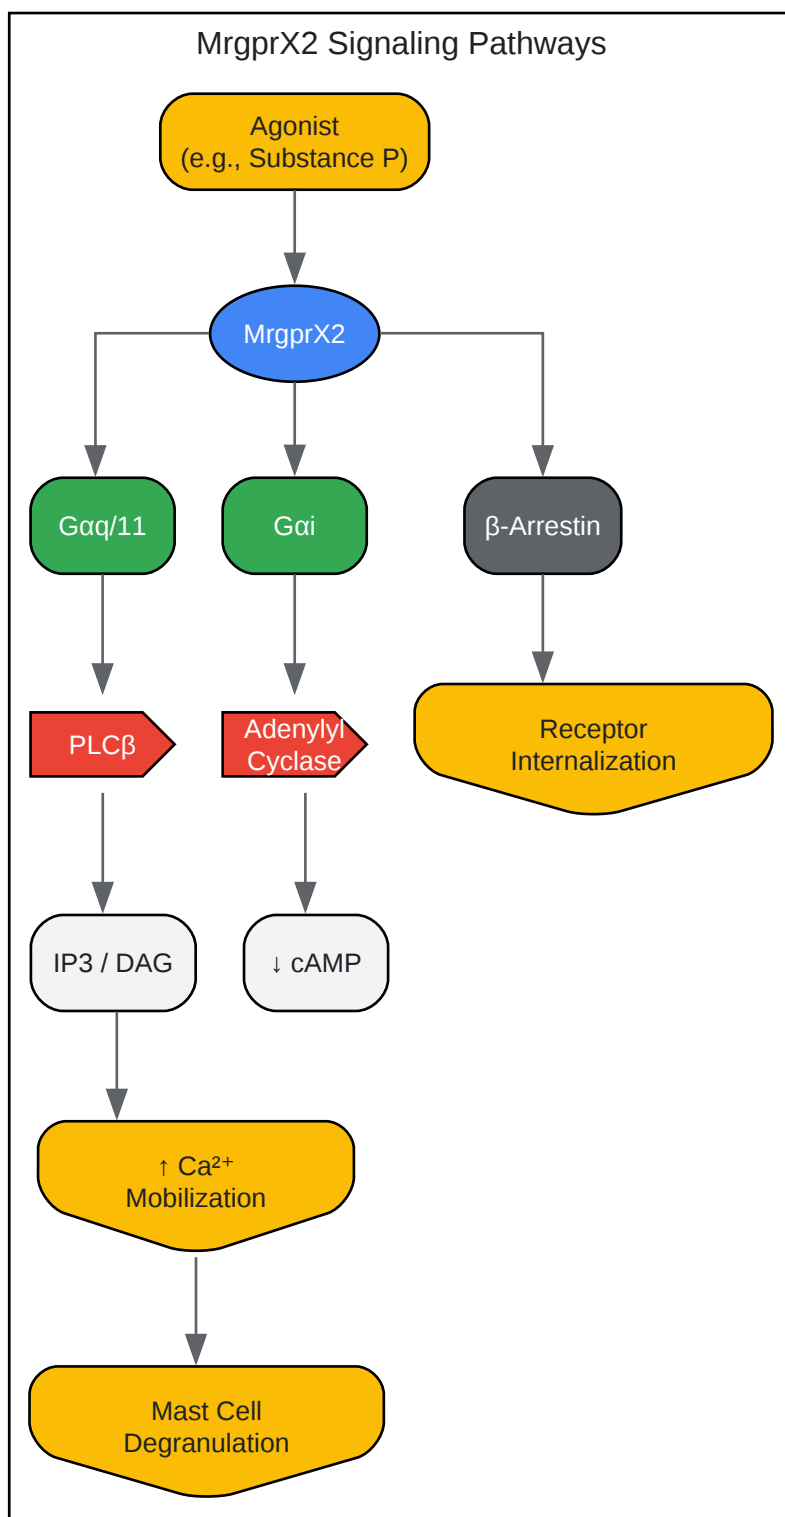 MrgprX2 Signaling Pathways
Agonist
(e.g., Substance P)
MrgprX2
Gαq/11
Gαi
β-Arrestin
PLCβ
Adenylyl
Cyclase
Receptor
Internalization
IP3 / DAG
↓ cAMP
↑ Ca²⁺
Mobilization
Mast Cell
Degranulation